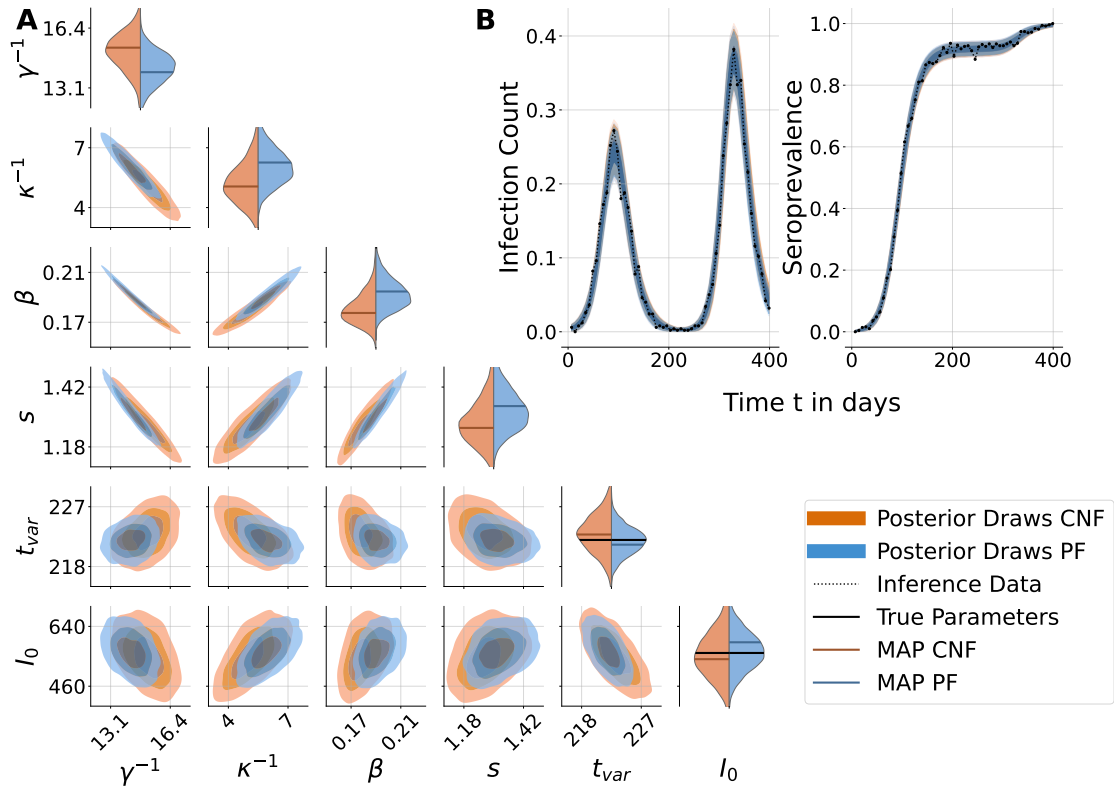 A
γ⁻¹
16.4
13.1
κ⁻¹
7
4
β
0.21
0.17
s
1.42
1.18
t_var
227
218
I₀
640
460
13.1
16.4
4
7
0.17
0.21
1.18
1.42
218
227
γ⁻¹
κ⁻¹
β
s
t_var
I₀
B
Infection Count
0.4
0.3
0.2
0.1
0.0
0
200
400
Seroprevalence
1.0
0.8
0.6
0.4
0.2
0.0
0
200
400
Time t in days
Posterior Draws CNF
Posterior Draws PF
Inference Data
True Parameters
MAP CNF
MAP PF